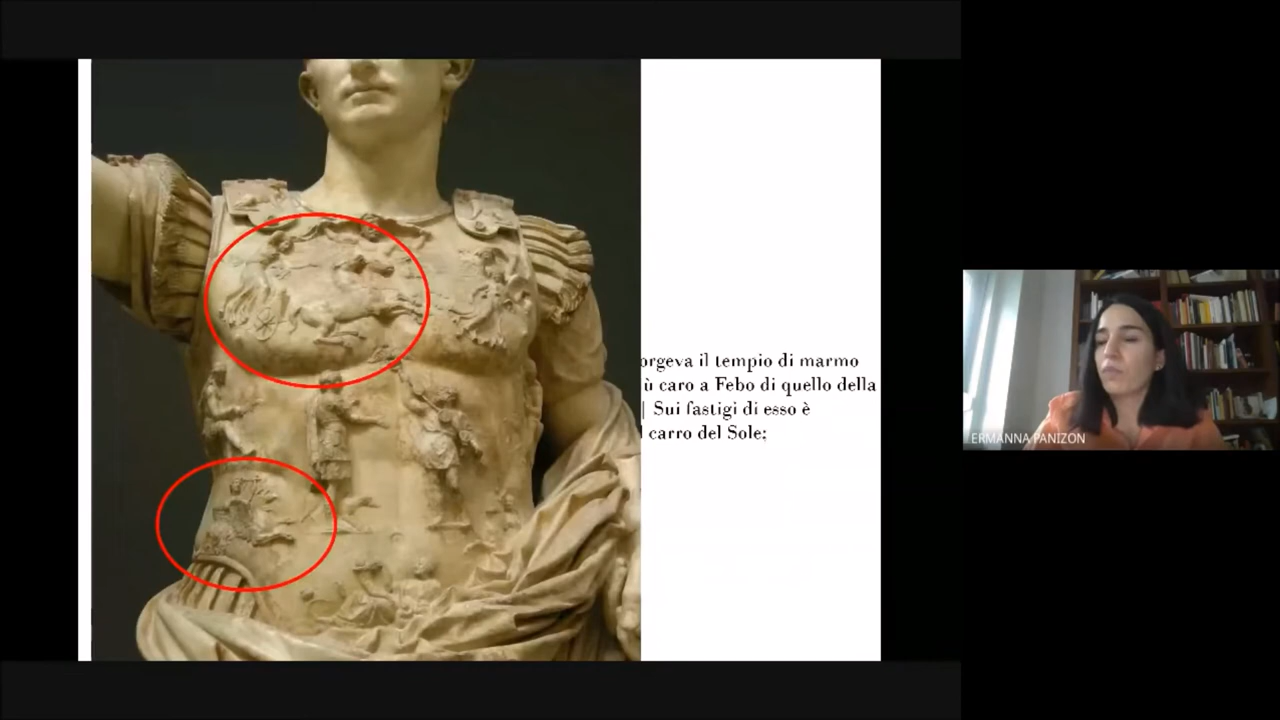 orgeva il tempio di marmo
ù caro a Febo di quello della
| Sui fastigi di esso è
l carro del Sole;
ERMANNA PANIZON